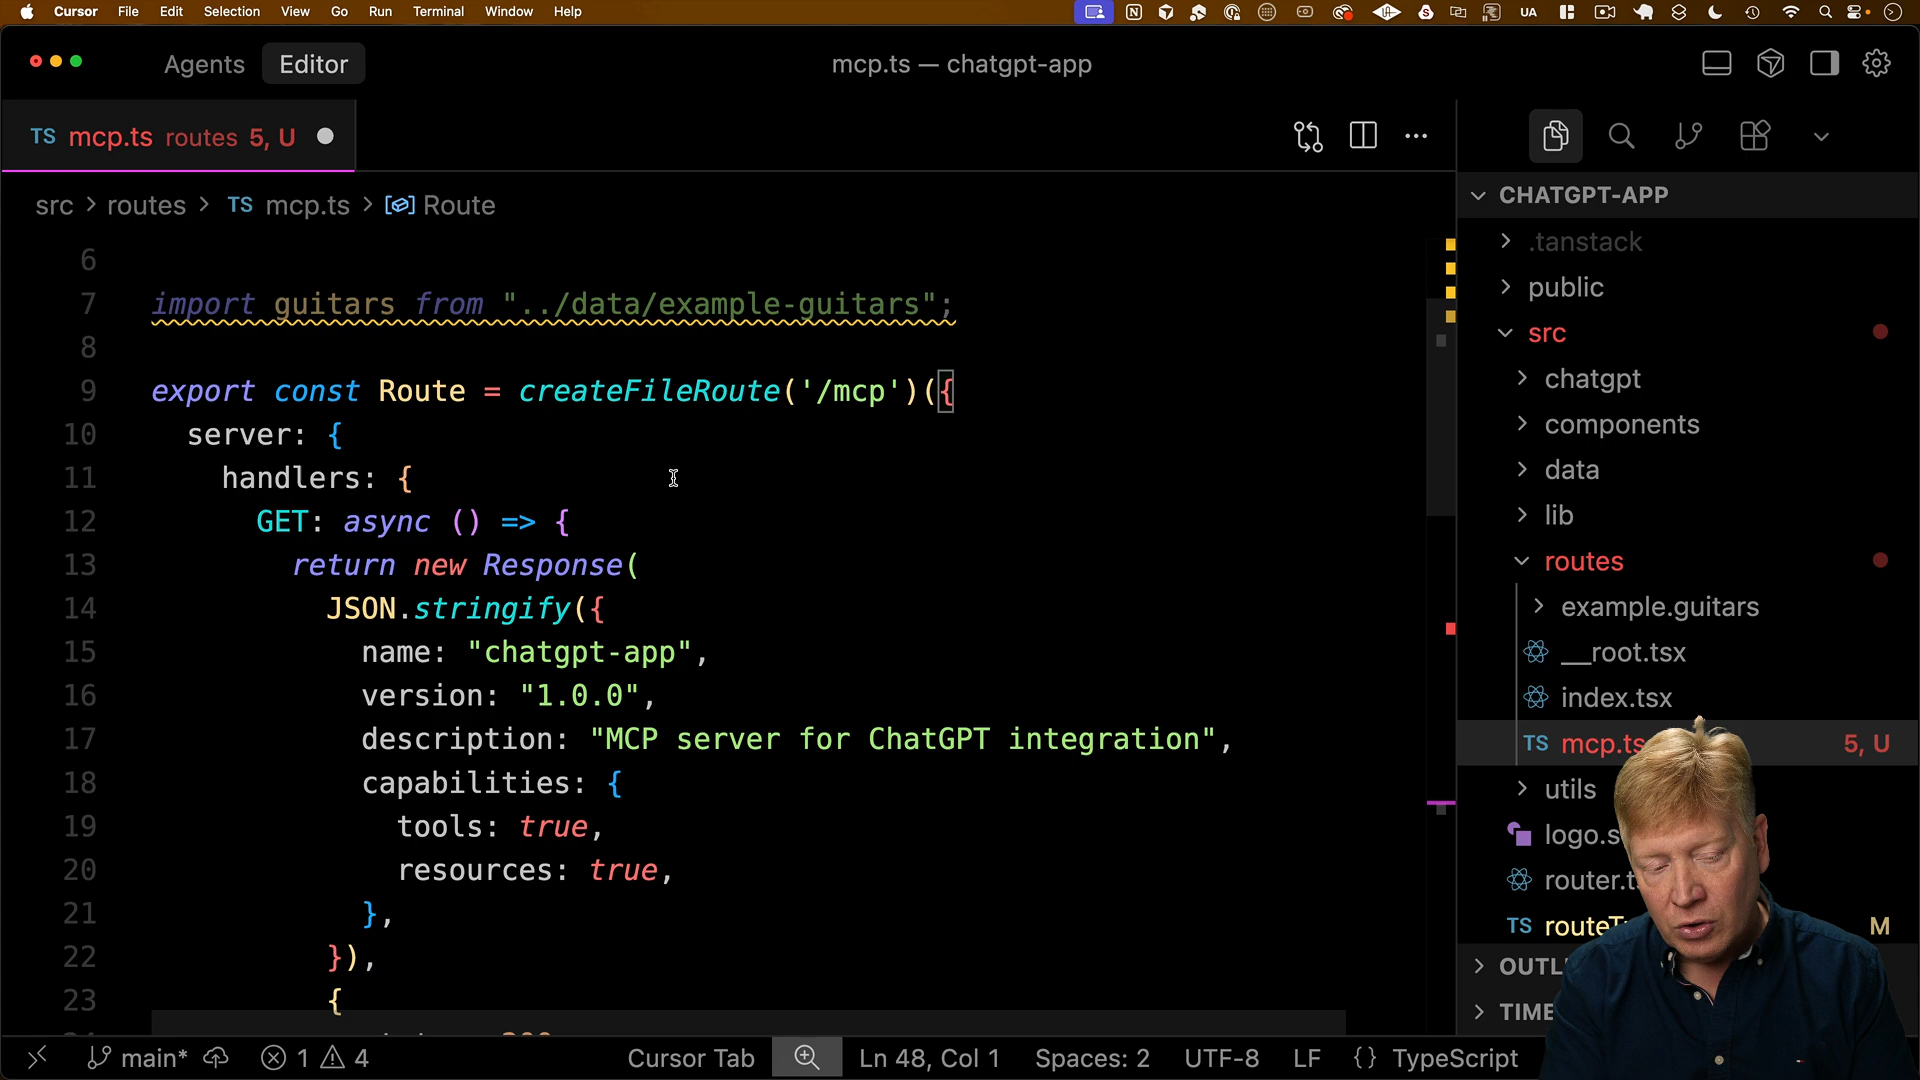 Cursor File Edit Selection View Go Run Terminal Window Help UA
Agents Editor
mcp.ts — chatgpt-app
TS mcp.ts routes 5, U
src > routes > TS mcp.ts > Route
6
7 import guitars from "../data/example-guitars";
8
9 export const Route = createFileRoute('/mcp')({
10 server: {
11 handlers: {
12 GET: async () => {
13 return new Response(
14 JSON.stringify({
15 name: "chatgpt-app",
16 version: "1.0.0",
17 description: "MCP server for ChatGPT integration",
18 capabilities: {
19 tools: true,
20 resources: true,
21 },
22 }),
23 {
CHATGPT-APP
.tanstack
public
src
chatgpt
components
data
lib
routes
example.guitars
__root.tsx
index.tsx
TS mcp.ts 5, U
utils
logo.s
router.t
TS routeT M
OUTL
TIME
main* 1 4
Cursor Tab Ln 48, Col 1 Spaces: 2 UTF-8 LF {} TypeScript